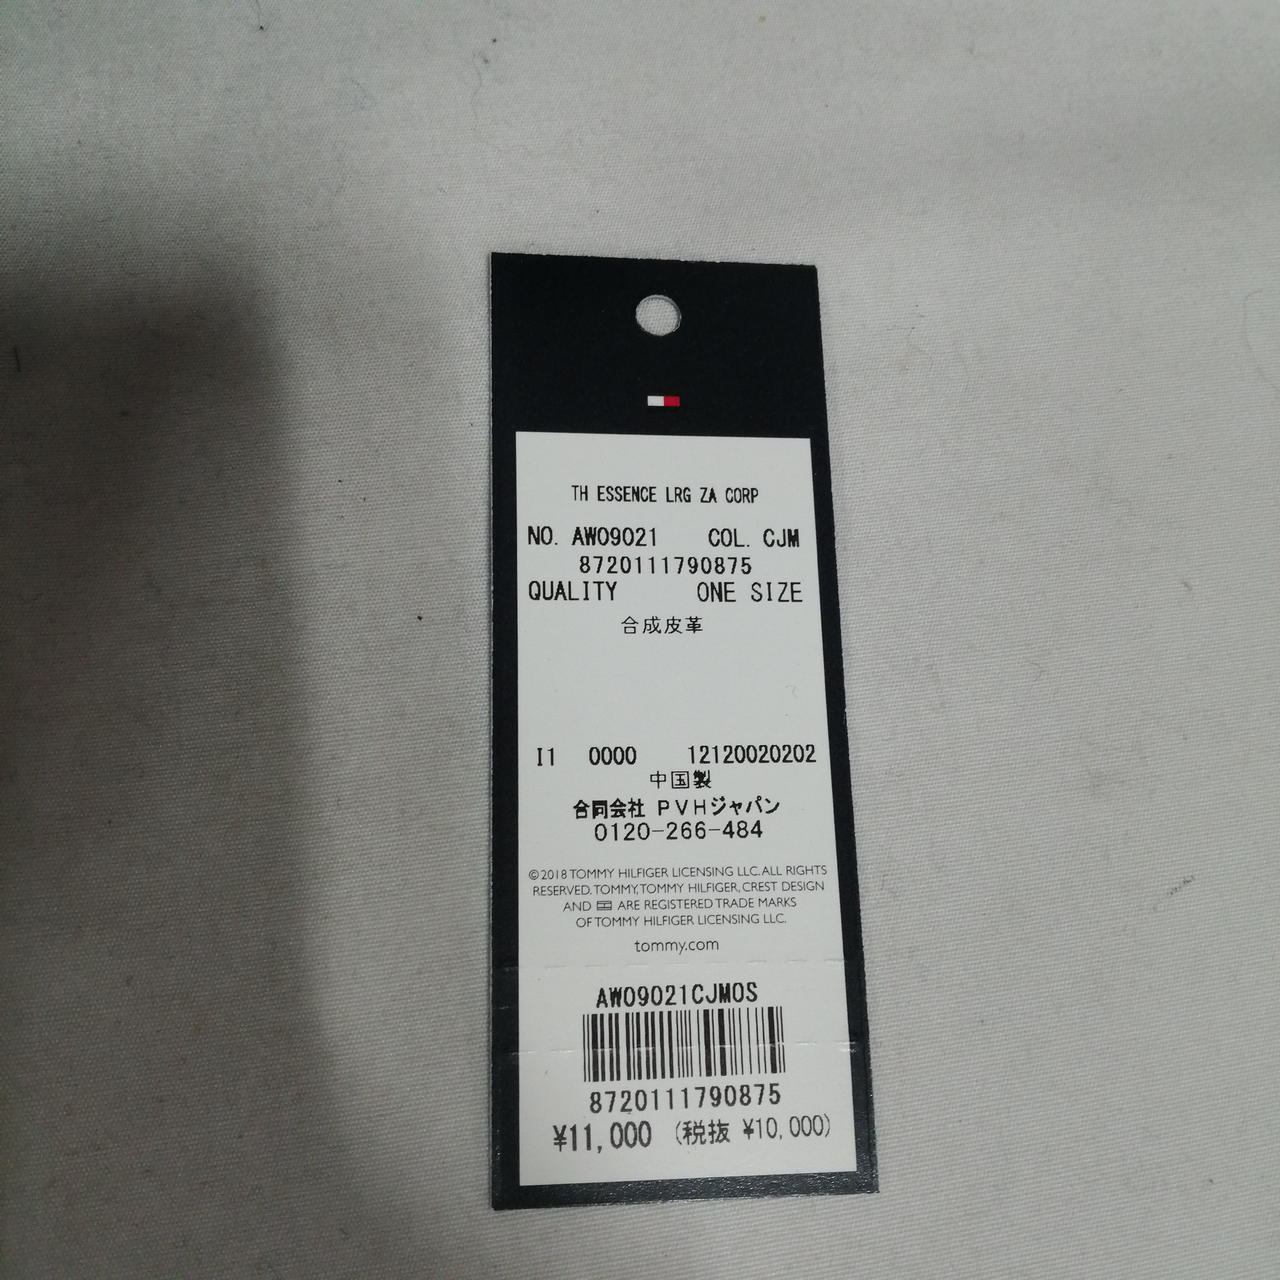 TH ESSENCE LRG ZA CORP
NO. AW09021 COL. CJM
8720111790875
QUALITY ONE SIZE
合成皮革
I1 0000 12120020202
中国製
合同会社 PVHジャパン
0120-266-484
©2018 TOMMY HILFIGER LICENSING LLC. ALL RIGHTS
RESERVED. TOMMY, TOMMY HILFIGER, CREST DESIGN
AND ARE REGISTERED TRADE MARKS
OF TOMMY HILFIGER LICENSING LLC.
tommy.com
AW09021CJMOS
8720111790875
¥11,000 (税抜 ¥10,000)